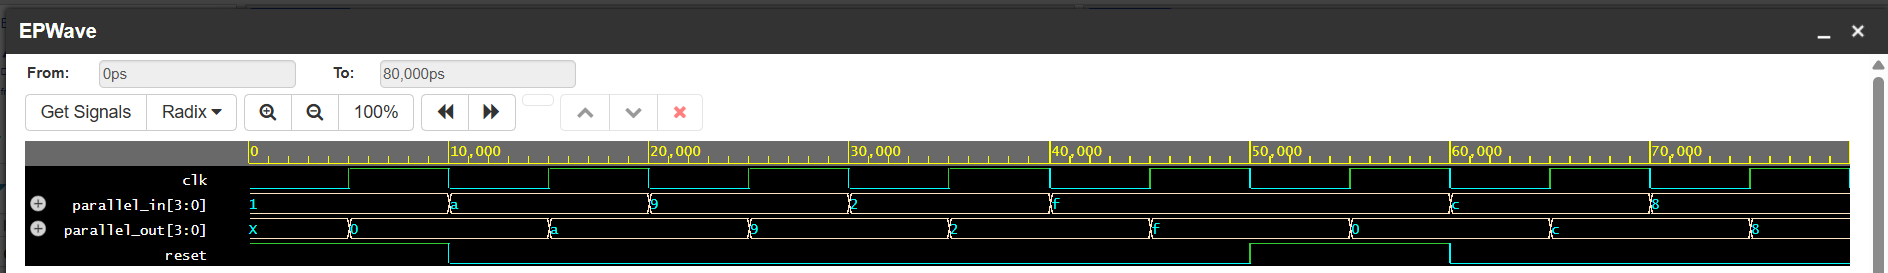 EPWave
From: 0ps To: 80,000ps
Get Signals Radix 100%
0 10,000 20,000 30,000 40,000 50,000 60,000 70,000
clk
parallel_in[3:0] 1 a 9 2 f c 8
parallel_out[3:0] X 0 a 9 2 f 0 c 8
reset